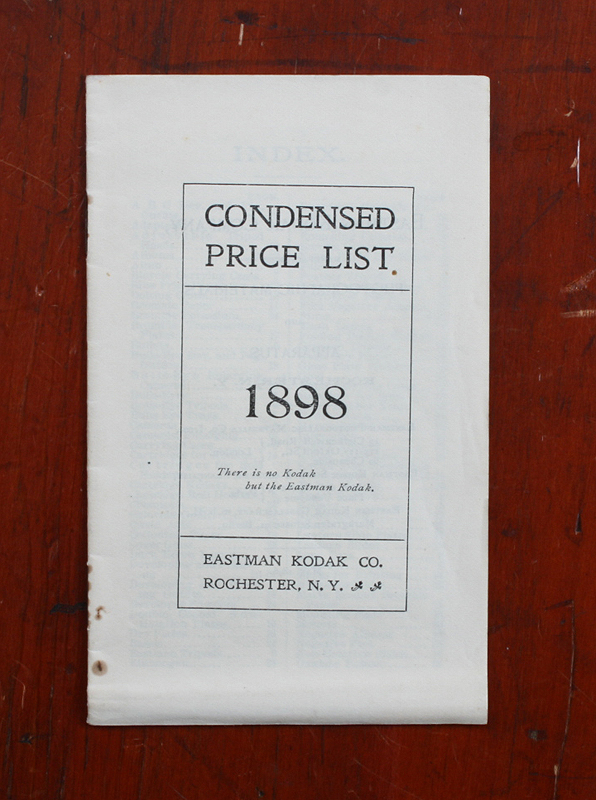 CONDENSED
PRICE LIST
1898
There is no Kodak
but the Eastman Kodak.
EASTMAN KODAK CO.
ROCHESTER, N. Y.